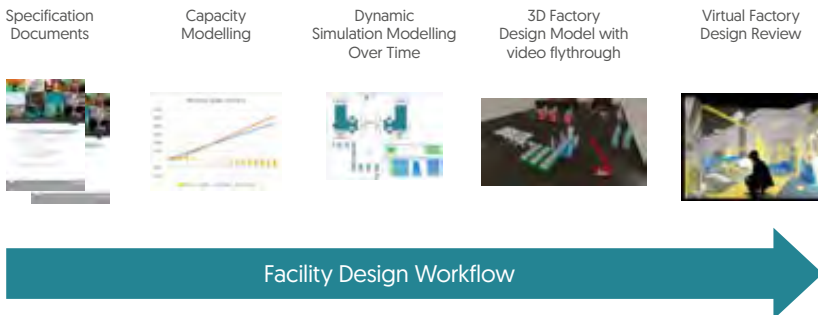 Specification
Documents
Capacity
Modelling
Dynamic
Simulation Modelling
Over Time
3D Factory
Design Model with
video flythrough
Virtual Factory
Design Review
Facility Design Workflow